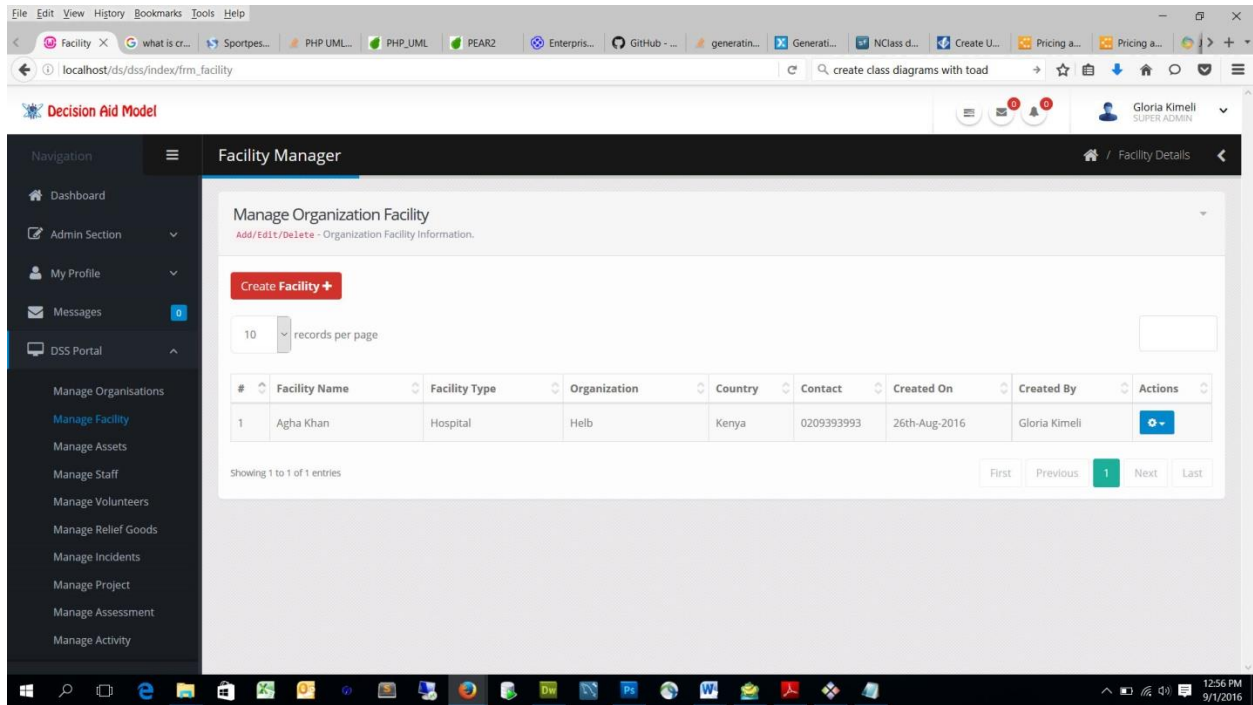 File Edit View History Bookmarks Tools Help
Facility what is cr... Sportpes... PHP UML... PHP_UML PEAR2 Enterpris... GitHub - ... generatin... Generati... NClass d... Create U... Pricing a... Pricing a...
localhost/ds/dss/index/frm_facility create class diagrams with toad
Decision Aid Model 0 0 Gloria Kimeli
SUPER ADMIN
Navigation Facility Manager / Facility Details
Dashboard
Admin Section
My Profile
Messages 0
DSS Portal
Manage Organisations
Manage Facility
Manage Assets
Manage Staff
Manage Volunteers
Manage Relief Goods
Manage Incidents
Manage Project
Manage Assessment
Manage Activity
Manage Organization Facility
Add/Edit/Delete - Organization Facility Information.
Create Facility +
10 records per page
# Facility Name Facility Type Organization Country Contact Created On Created By Actions
1 Agha Khan Hospital Helb Kenya 0209393993 26th-Aug-2016 Gloria Kimeli
Showing 1 to 1 of 1 entries First Previous 1 Next Last
12:56 PM
9/1/2016